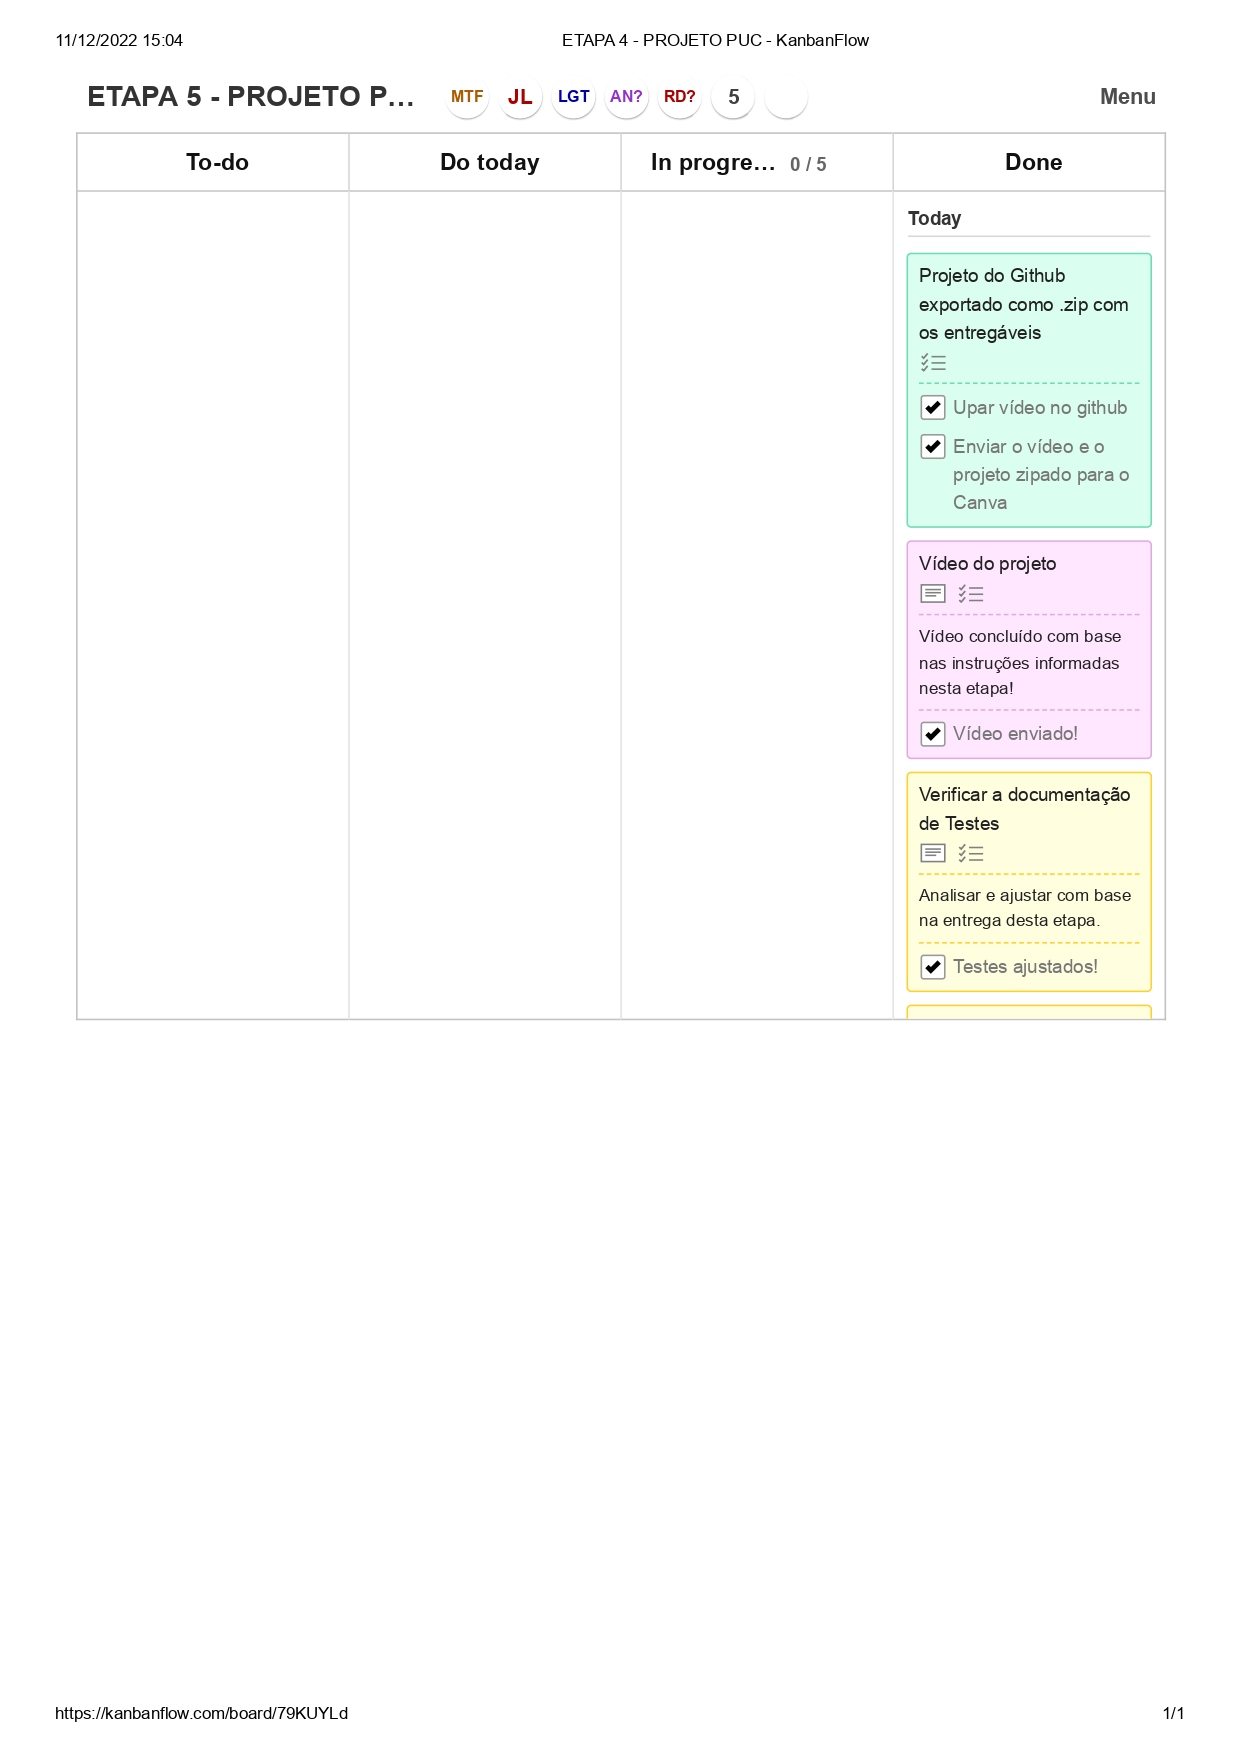 11/12/2022 15:04
ETAPA 4 - PROJETO PUC - KanbanFlow
ETAPA 5 - PROJETO P...
MTF
JL
LGT
AN?
RD?
5
Menu
To-do
Do today
In progre... 0 / 5
Done
Today
Projeto do Github
exportado como .zip com
os entregáveis
Upar vídeo no github
Enviar o vídeo e o
projeto zipado para o
Canva
Vídeo do projeto
Vídeo concluído com base
nas instruções informadas
nesta etapa!
Vídeo enviado!
Verificar a documentação
de Testes
Analisar e ajustar com base
na entrega desta etapa.
Testes ajustados!
https://kanbanflow.com/board/79KUYLd
1/1